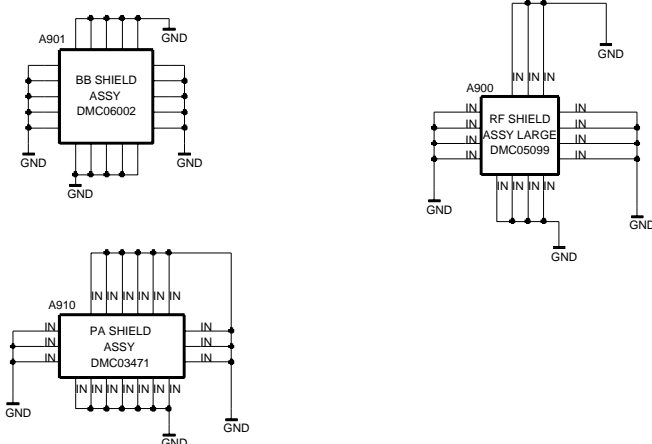 A901
GND
BB SHIELD
ASSY
DMC06002
GND
GND
GND
GND
IN IN IN
A900
IN IN
IN IN
IN IN
IN IN
RF SHIELD
ASSY LARGE
DMC05099
IN IN IN IN
GND
GND
GND
IN IN IN IN IN IN
A910
IN IN
IN IN
IN IN
PA SHIELD
ASSY
DMC03471
IN IN IN IN IN IN IN
GND
GND
GND